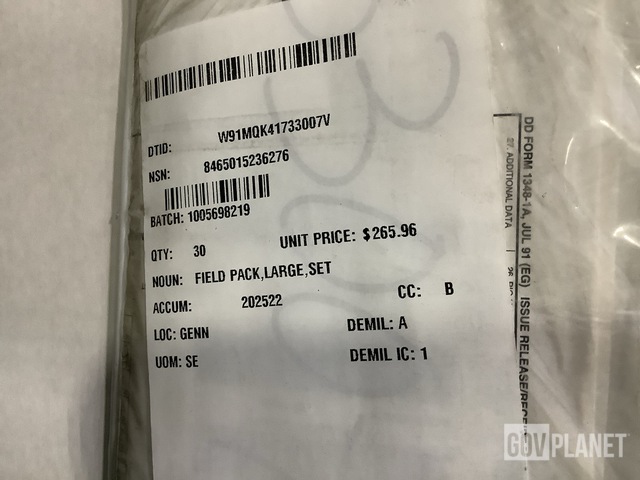 DTID: W91MQK41733007V
NSN: 8465015236276
BATCH: 1005698219
QTY: 30 UNIT PRICE: $265.96
NOUN: FIELD PACK,LARGE,SET
ACCUM: 202522 CC: B
LOC: GENN DEMIL: A
UOM: SE DEMIL IC: 1
DD FORM 1348-1A, JUL 91 (EG) ISSUE RELEASE/
27. ADDITIONAL DATA
GOVPLANET